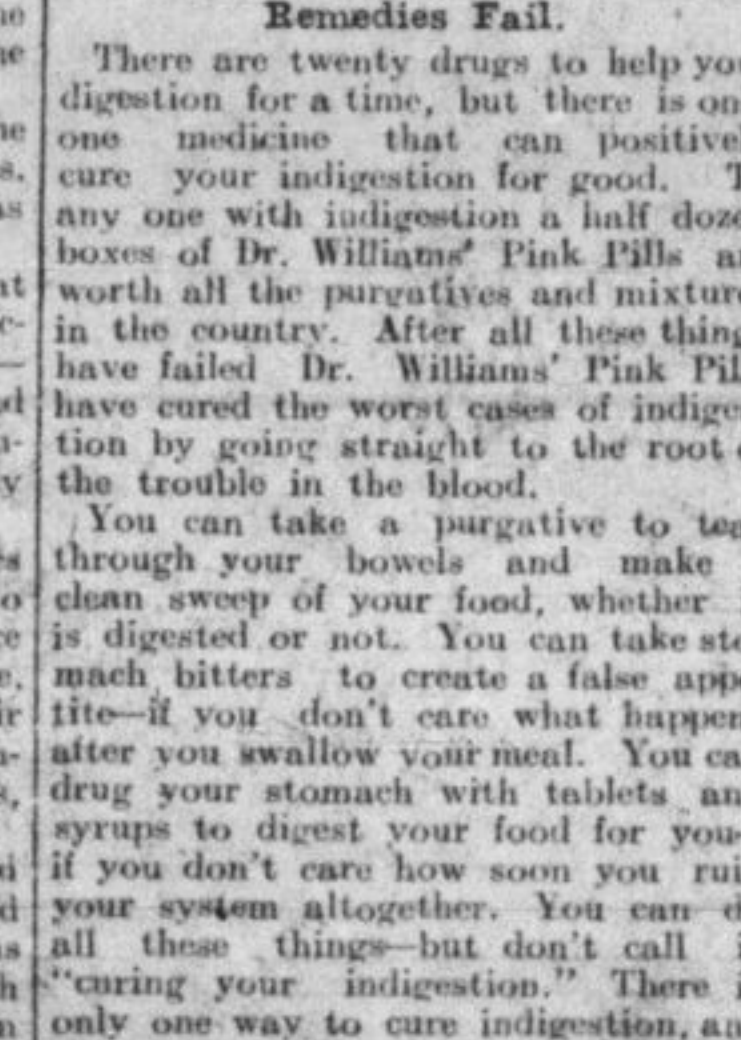 Remedies Fail.
There are twenty drugs to help you
digestion for a time, but there is on
one medicine that can positive
cure your indigestion for good. T
any one with indigestion a half doze
boxes of Dr. Williams' Pink Pills a
worth all the purgatives and mixture
in the country. After all these thing
have failed Dr. Williams' Pink Pil
have cured the worst cases of indige
tion by going straight to the root
the trouble in the blood.
You can take a purgative to tea
through your bowels and make
clean sweep of your food, whether
is digested or not. You can take sto
mach bitters to create a false appe
tite—if you don't care what happen
after you swallow your meal. You ca
drug your stomach with tablets an
syrups to digest your food for you—
if you don't care how soon you rui
your system altogether. You can d
all these things—but don't call i
"curing your indigestion." There i
only one way to cure indigestion, an